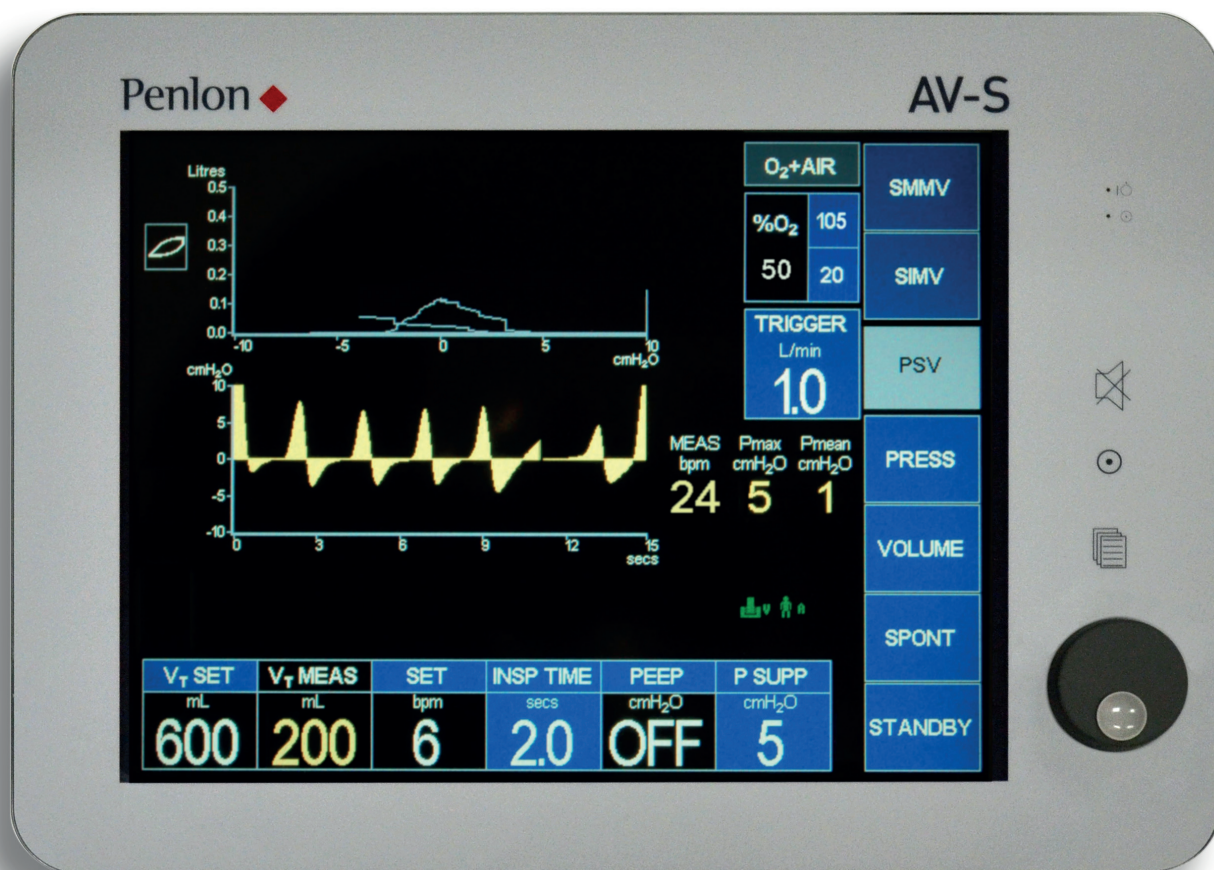 Penlon
AV-S
Litres
0.5
0.4
0.3
0.2
0.1
0.0
-10 -5 0 5 10
cmH₂O
cmH₂O
10
5
0
-5
-10
0 3 6 9 12 15
secs
O₂+AIR
%O₂ 105
50 20
TRIGGER
L/min
1.0
MEAS Pmax Pmean
bpm cmH₂O cmH₂O
24 5 1
V A
SMMV
SIMV
PSV
PRESS
VOLUME
SPONT
STANDBY
V_T SET V_T MEAS SET INSP TIME PEEP P SUPP
mL mL bpm secs cmH₂O cmH₂O
600 200 6 2.0 OFF 5